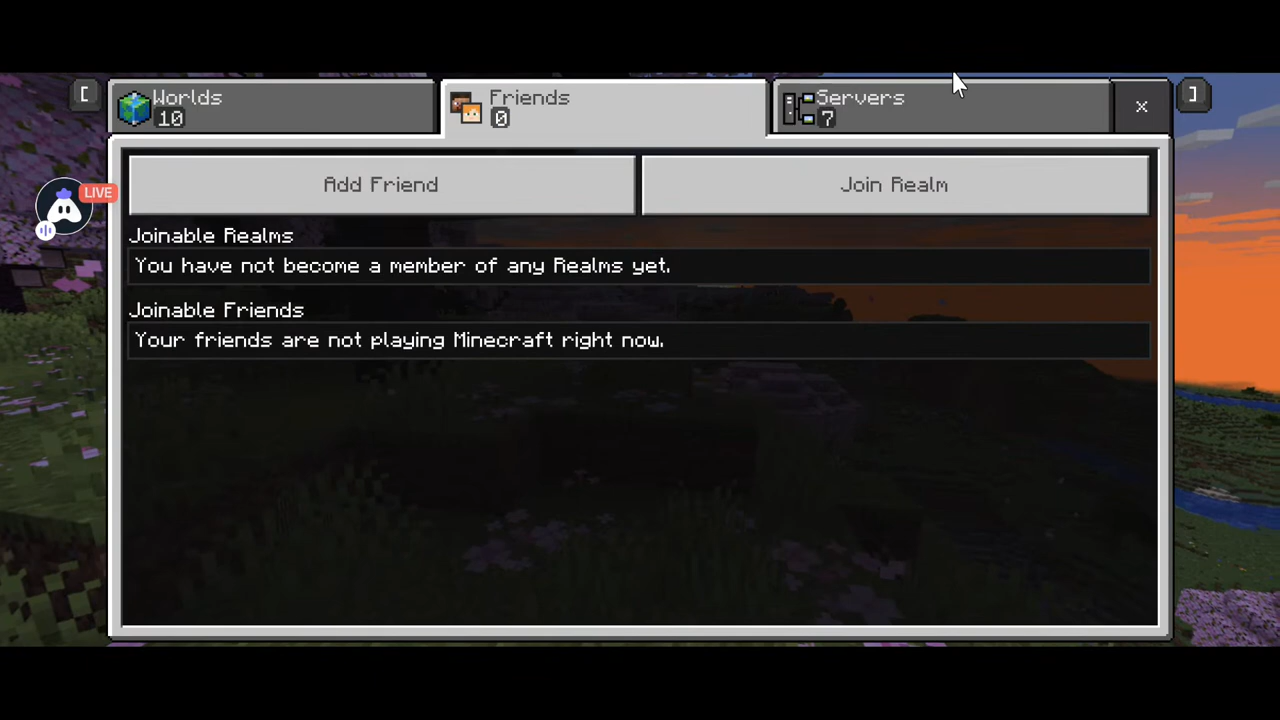 [
Worlds
10
Friends
0
Servers
7
]
LIVE
Add Friend
Join Realm
Joinable Realms
You have not become a member of any Realms yet.
Joinable Friends
Your friends are not playing Minecraft right now.